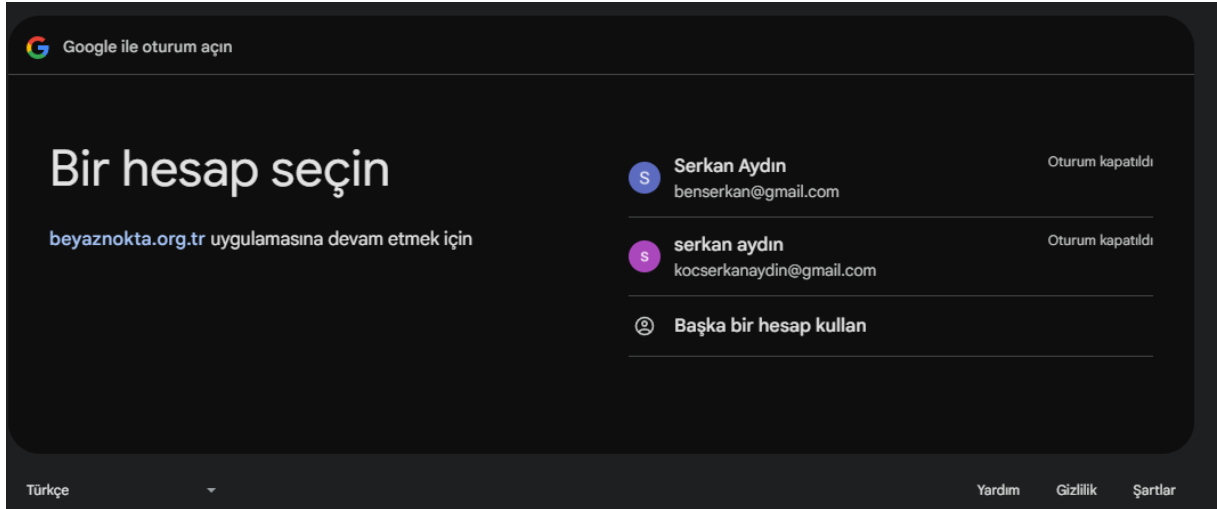 Google ile oturum açın
Bir hesap seçin
beyaznokta.org.tr uygulamasına devam etmek için
S
Serkan Aydın
benserkan@gmail.com
Oturum kapatıldı
s
serkan aydın
kocserkanaydin@gmail.com
Oturum kapatıldı
Başka bir hesap kullan
Türkçe
Yardım
Gizlilik
Şartlar